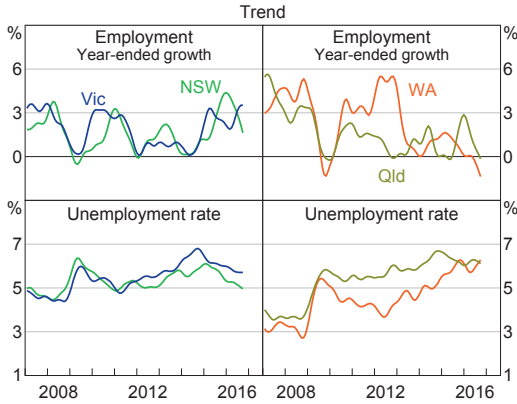 Trend
% Employment Employment %
Year-ended growth Year-ended growth
6 6
NSW WA
Vic
3 3
0 0
Qld
% Unemployment rate Unemployment rate %
7 7
5 5
3 3
1 1
2008 2012 2016 2008 2012 2016